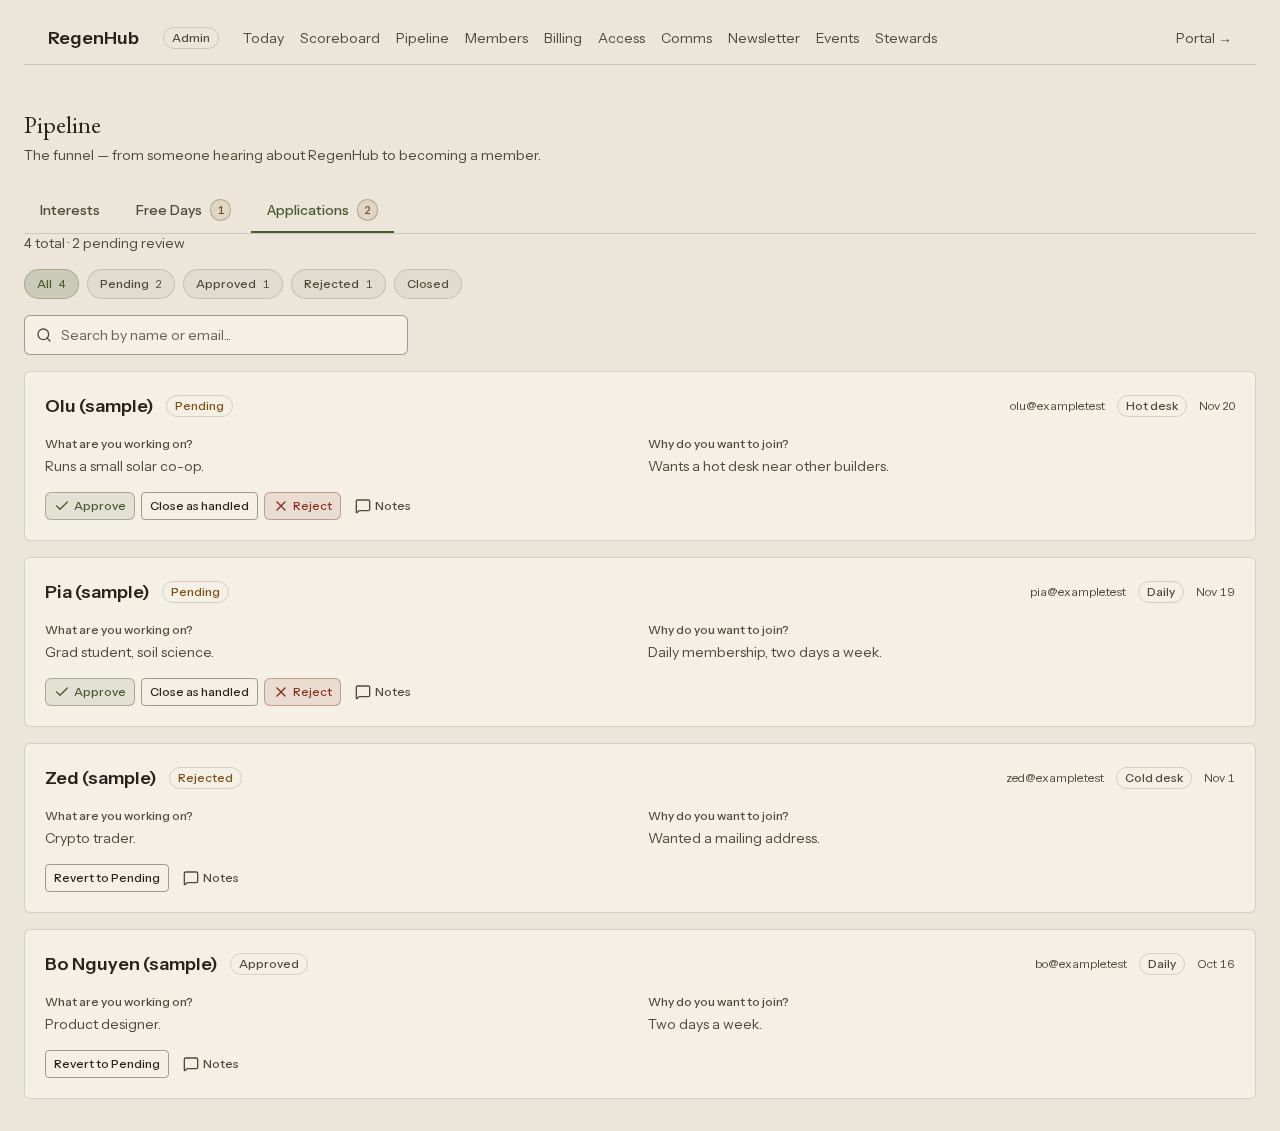 RegenHub Admin Today Scoreboard Pipeline Members Billing Access Comms Newsletter Events Stewards Portal →
Pipeline
The funnel — from someone hearing about RegenHub to becoming a member.
Interests Free Days 1 Applications 2
4 total · 2 pending review
All 4 Pending 2 Approved 1 Rejected 1 Closed
Search by name or email...
Olu (sample) Pending olu@example.test Hot desk Nov 20
What are you working on? Why do you want to join?
Runs a small solar co-op. Wants a hot desk near other builders.
Approve Close as handled Reject Notes
Pia (sample) Pending pia@example.test Daily Nov 19
What are you working on? Why do you want to join?
Grad student, soil science. Daily membership, two days a week.
Approve Close as handled Reject Notes
Zed (sample) Rejected zed@example.test Cold desk Nov 1
What are you working on? Why do you want to join?
Crypto trader. Wanted a mailing address.
Revert to Pending Notes
Bo Nguyen (sample) Approved bo@example.test Daily Oct 16
What are you working on? Why do you want to join?
Product designer. Two days a week.
Revert to Pending Notes